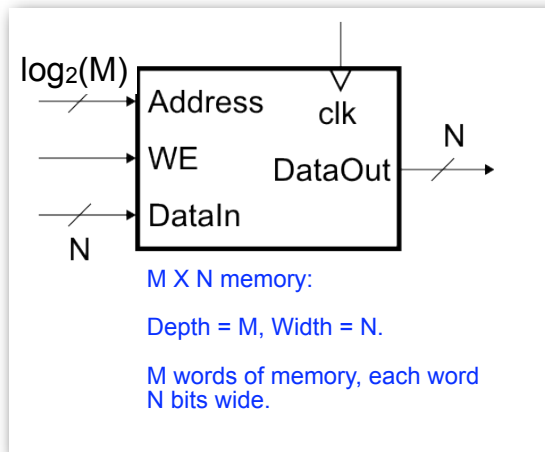 log₂(M)
Address
clk
WE
DataOut
N
DataIn
N
M X N memory:
Depth = M, Width = N.
M words of memory, each word
N bits wide.